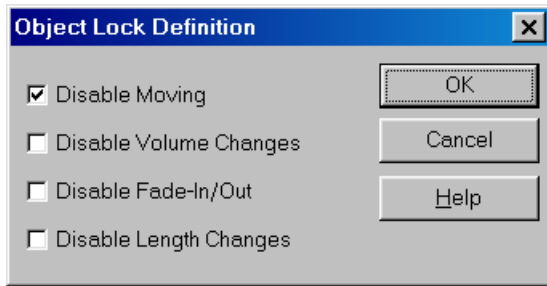 Object Lock Definition
Disable Moving
Disable Volume Changes
Disable Fade-In/Out
Disable Length Changes
OK
Cancel
Help